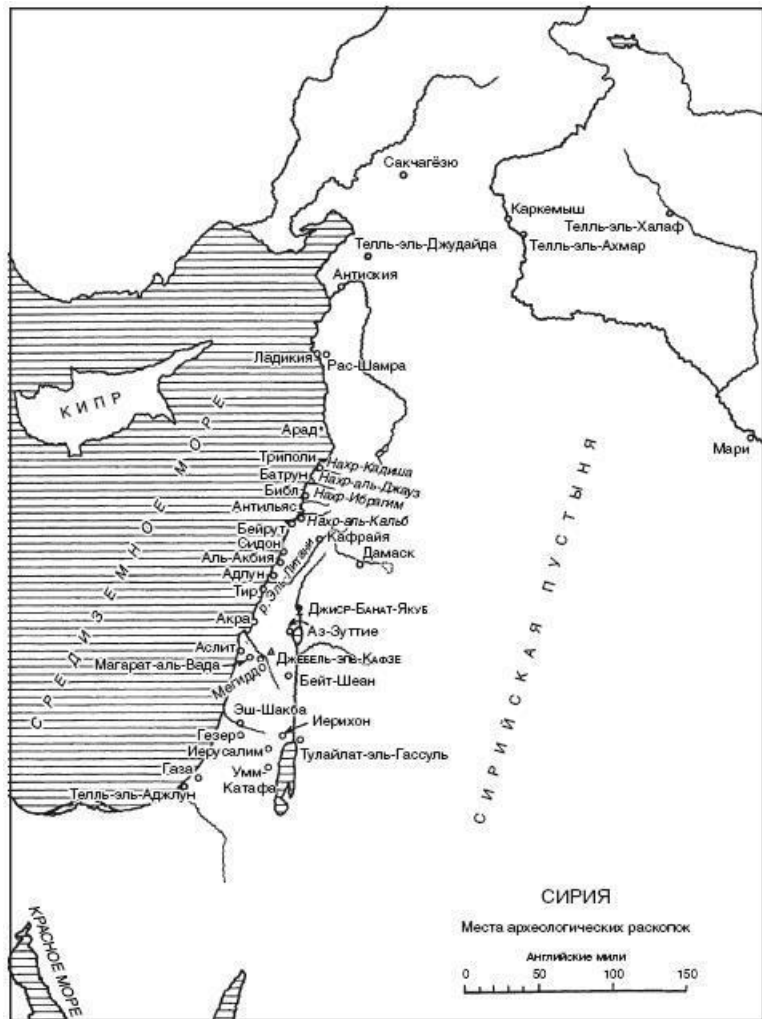 Сакчагёзю
Каркемыш
Телль-эль-Халаф
Телль-эль-Ахмар
Телль-эль-Джудайда
Антиохия
Ладикия
Рас-Шамра
КИПР
СРЕДИЗЕМНОЕ МОРЕ
Арад
Мари
Триполи
Нахр-Кадиша
Батрун
Нахр-аль-Джауз
Библ
Нахр-Ибрагим
Антильяс
Нахр-аль-Кальб
Бейрут
Кафрайя
Сидон
Дамаск
Аль-Акбия
Адлун
р. Эль-Литани
Тир
ДЖИСР-БАНАТ-ЯКУБ
Акра
Аз-Зуттие
Аслит
ДЖЕБЕЛЬ-ЭЛЬ-КАФЗЕ
Магарат-аль-Вада
Мегиддо
Бейт-Шеан
СИРИЙСКАЯ ПУСТЫНЯ
Эш-Шакба
Иерихон
Гезер
Иерусалим
Тулайлат-эль-Гассуль
Газа
Умм-
Катафа
Телль-эль-Аджлун
КРАСНОЕ МОРЕ
СИРИЯ
Места археологических раскопок
Английские мили
0 50 100 150